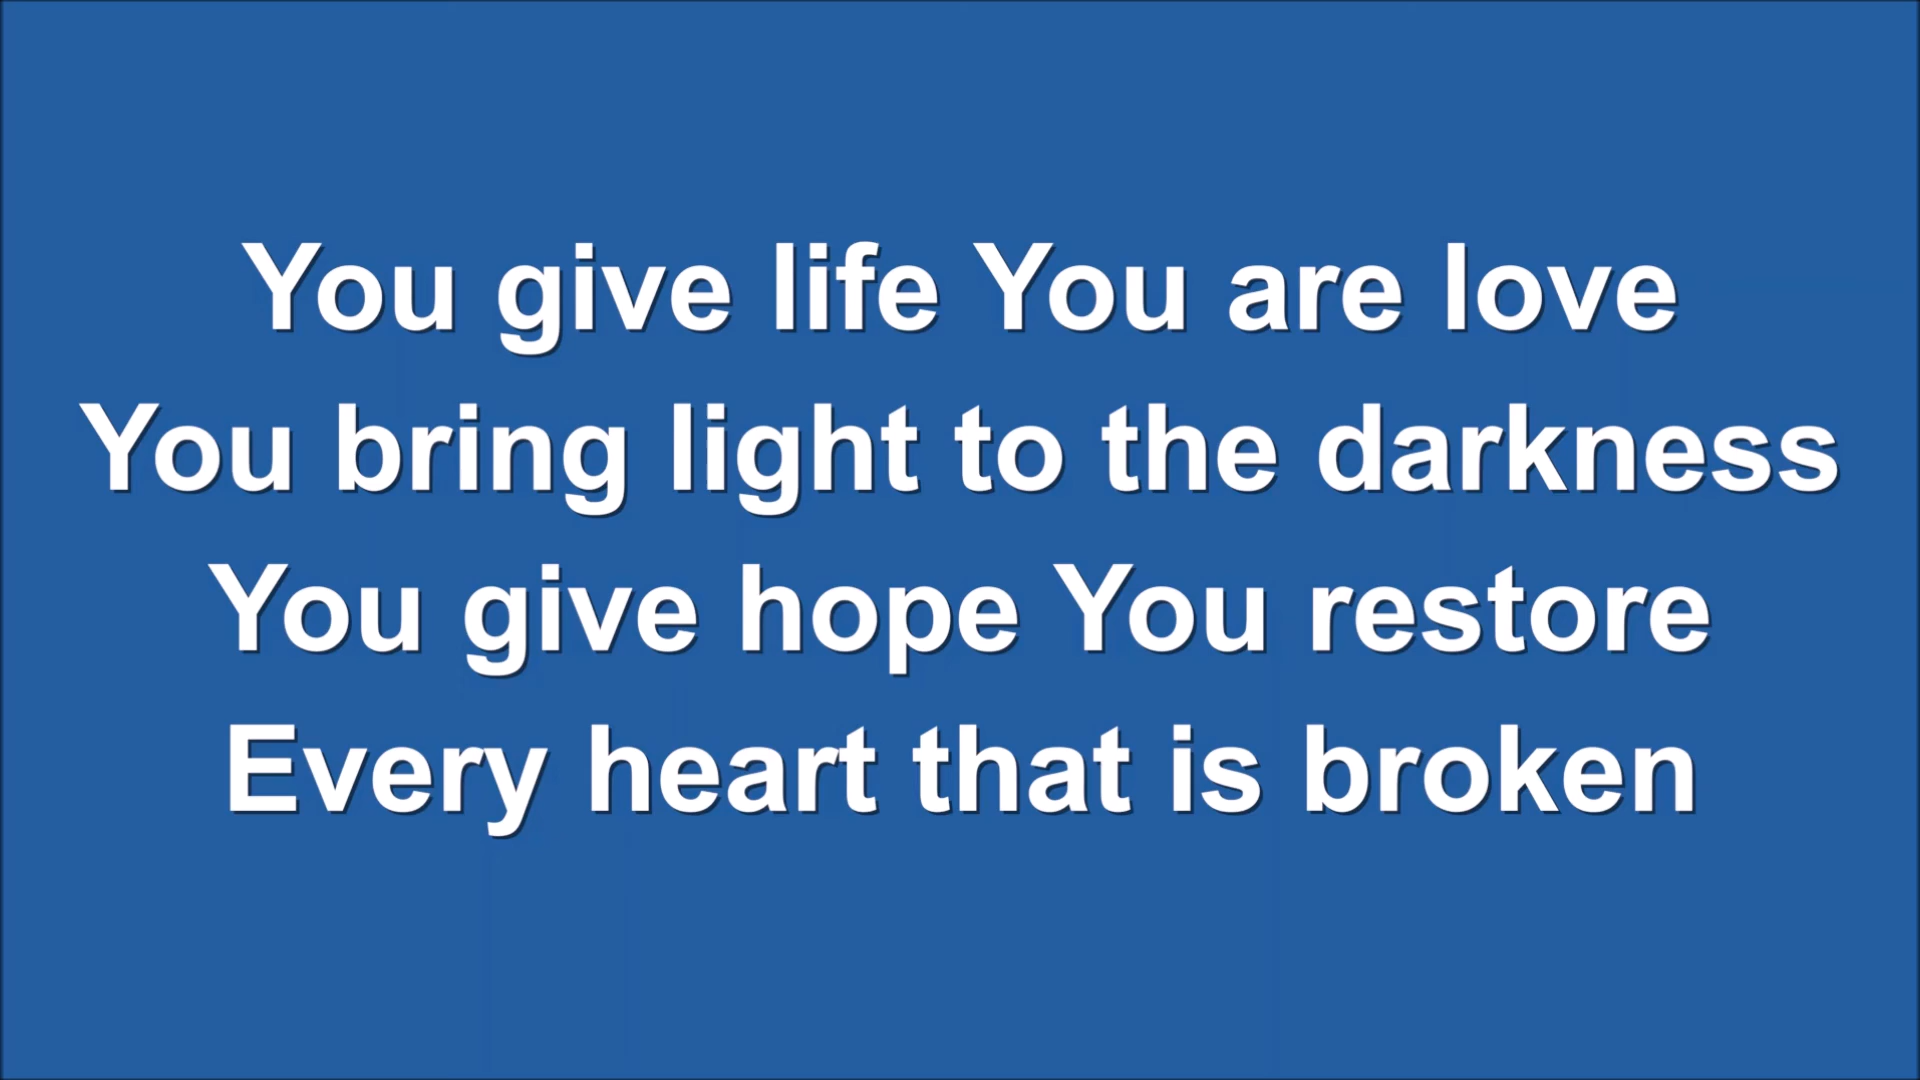 You give life You are love
You bring light to the darkness
You give hope You restore
Every heart that is broken